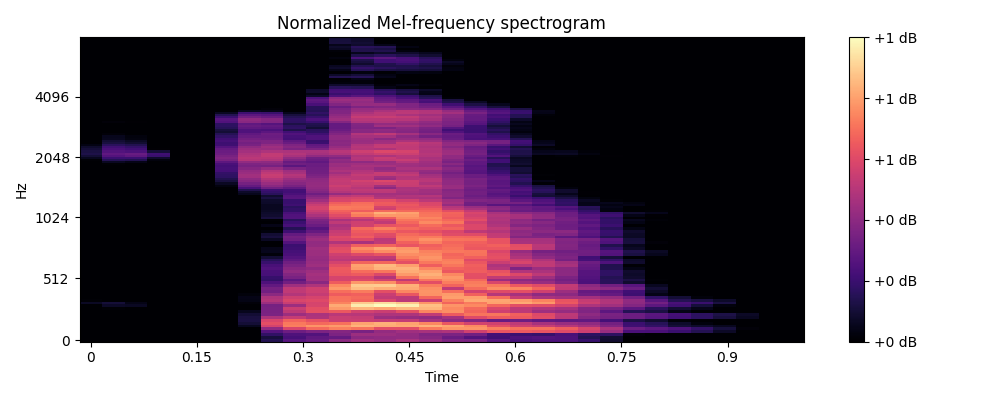 Normalized Mel-frequency spectrogram
+1 dB
4096
+1 dB
2048
+1 dB
Hz
1024
+0 dB
512
+0 dB
0
+0 dB
0 0.15 0.3 0.45 0.6 0.75 0.9
Time